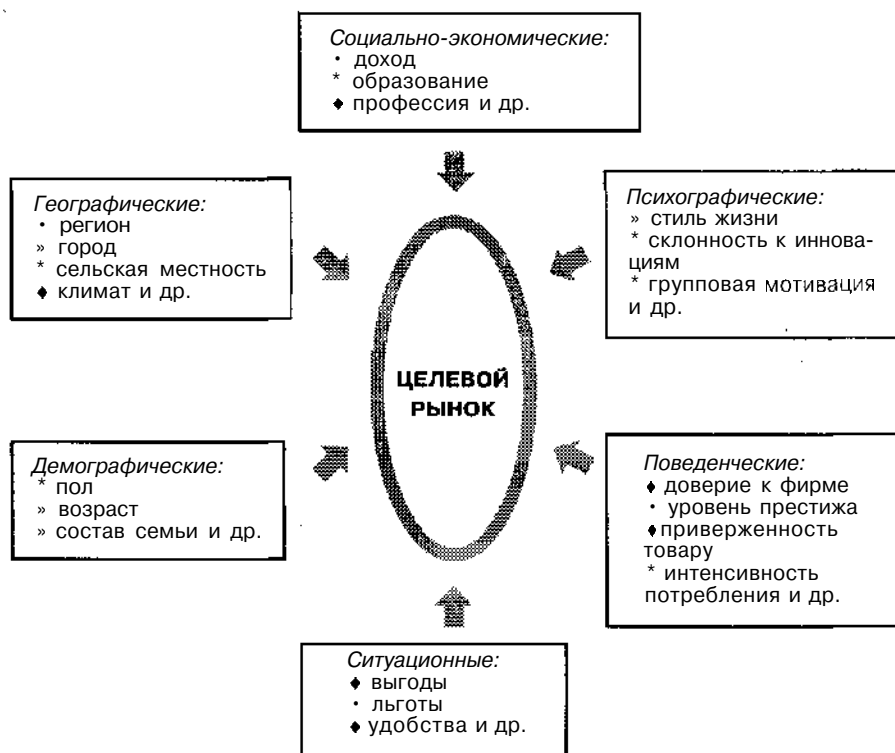 Социально-экономические:
· доход
* образование
♦ профессия и др.
Географические:
· регион
» город
* сельская местность
♦ климат и др.
Психографические:
» стиль жизни
* склонность к иннова-
циям
* групповая мотивация
и др.
ЦЕЛЕВОЙ
РЫНОК
Демографические:
* пол
» возраст
» состав семьи и др.
Поведенческие:
♦ доверие к фирме
· уровень престижа
♦приверженность
товару
* интенсивность
потребления и др.
Ситуационные:
♦ выгоды
· льготы
♦ удобства и др.